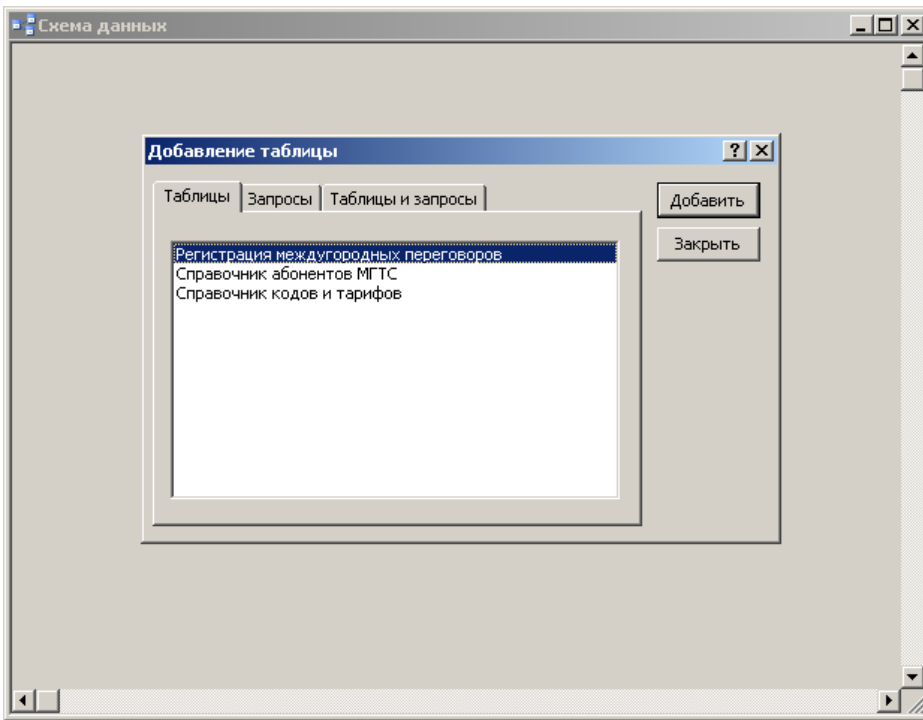 Схема данных
Добавление таблицы
Таблицы Запросы Таблицы и запросы
Добавить
Закрыть
Регистрация междугородных переговоров
Справочник абонентов МГТС
Справочник кодов и тарифов